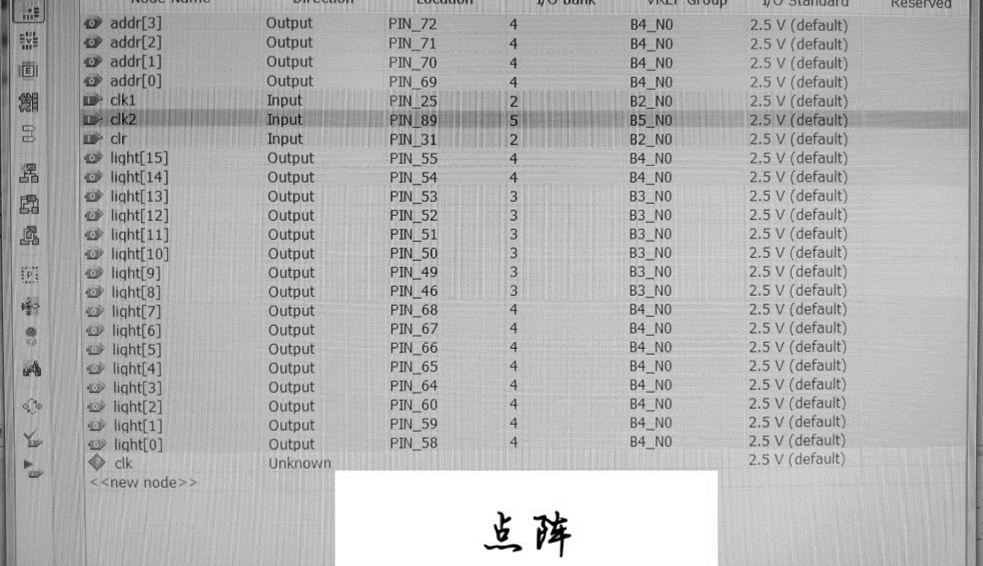 Node Name Direction Location I/O Bank VREF Group I/O Standard Reserved
addr[3] Output PIN_72 4 B4_N0 2.5 V (default)
addr[2] Output PIN_71 4 B4_N0 2.5 V (default)
addr[1] Output PIN_70 4 B4_N0 2.5 V (default)
addr[0] Output PIN_69 4 B4_N0 2.5 V (default)
clk1 Input PIN_25 2 B2_N0 2.5 V (default)
clk2 Input PIN_89 5 B5_N0 2.5 V (default)
clr Input PIN_31 2 B2_N0 2.5 V (default)
light[15] Output PIN_55 4 B4_N0 2.5 V (default)
light[14] Output PIN_54 4 B4_N0 2.5 V (default)
light[13] Output PIN_53 3 B3_N0 2.5 V (default)
light[12] Output PIN_52 3 B3_N0 2.5 V (default)
light[11] Output PIN_51 3 B3_N0 2.5 V (default)
light[10] Output PIN_50 3 B3_N0 2.5 V (default)
light[9] Output PIN_49 3 B3_N0 2.5 V (default)
light[8] Output PIN_46 3 B3_N0 2.5 V (default)
light[7] Output PIN_68 4 B4_N0 2.5 V (default)
light[6] Output PIN_67 4 B4_N0 2.5 V (default)
light[5] Output PIN_66 4 B4_N0 2.5 V (default)
light[4] Output PIN_65 4 B4_N0 2.5 V (default)
light[3] Output PIN_64 4 B4_N0 2.5 V (default)
light[2] Output PIN_60 4 B4_N0 2.5 V (default)
light[1] Output PIN_59 4 B4_N0 2.5 V (default)
light[0] Output PIN_58 4 B4_N0 2.5 V (default)
clk Unknown 2.5 V (default)
<<new node>>
点阵